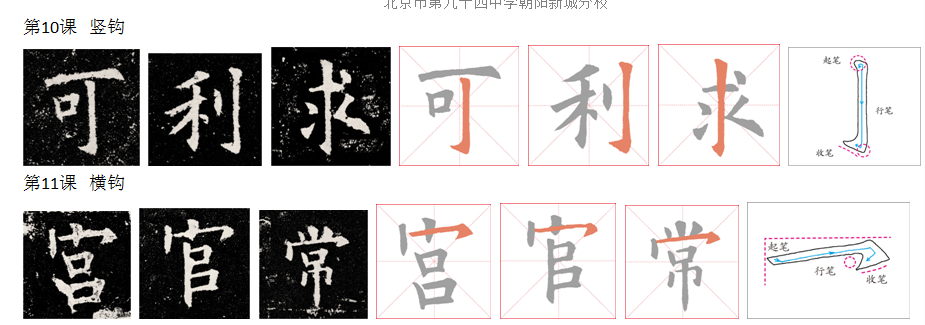 北京市第九十四中学朝阳新城分校
第10课 竖钩
可 利 求 可 利 求 起笔 行笔 收笔
第11课 横钩
宫 官 常 宫 官 常 起笔 行笔 收笔